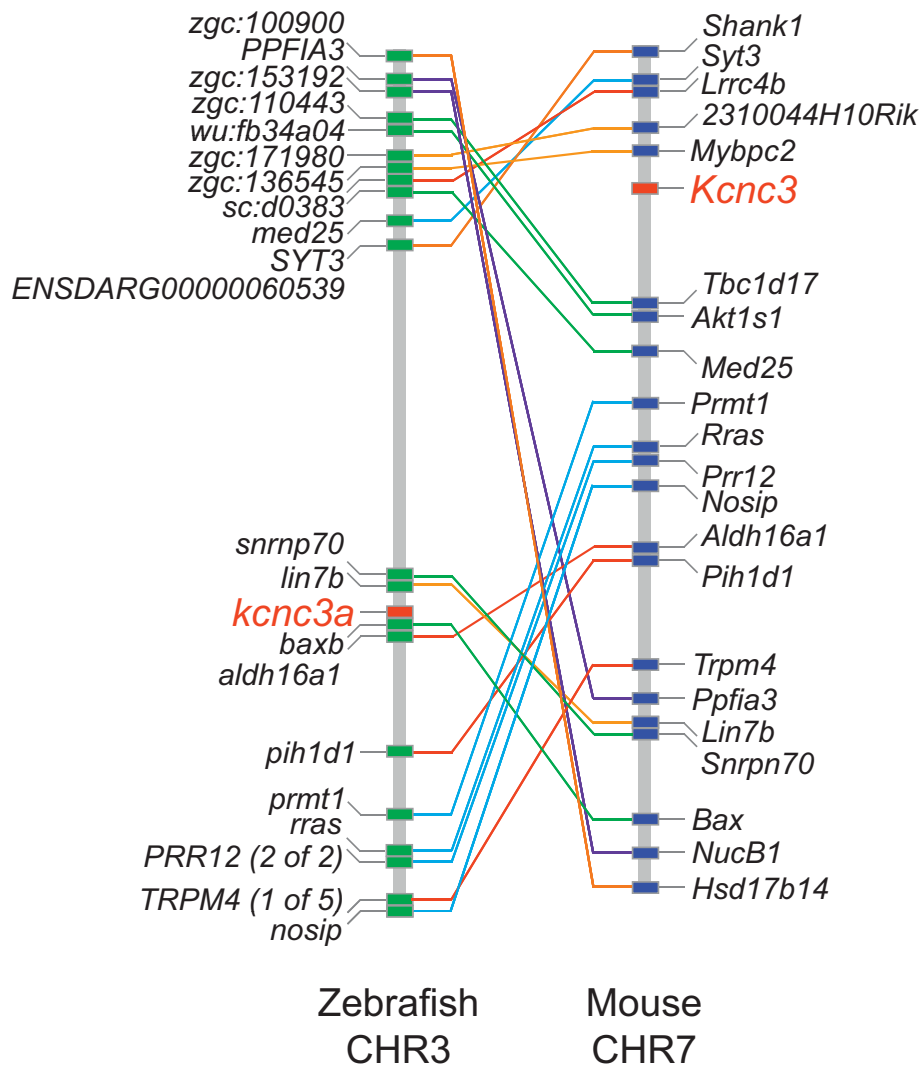 zgc:100900
PPFIA3
zgc:153192
zgc:110443
wu:fb34a04
zgc:171980
zgc:136545
sc:d0383
med25
SYT3
ENSDARG00000060539
snrnp70
lin7b
kcnc3a
baxb
aldh16a1
pih1d1
prmt1
rras
PRR12 (2 of 2)
TRPM4 (1 of 5)
nosip
Shank1
Syt3
Lrrc4b
2310044H10Rik
Mybpc2
Kcnc3
Tbc1d17
Akt1s1
Med25
Prmt1
Rras
Prr12
Nosip
Aldh16a1
Pih1d1
Trpm4
Ppfia3
Lin7b
Snrpn70
Bax
NucB1
Hsd17b14
Zebrafish
CHR3
Mouse
CHR7